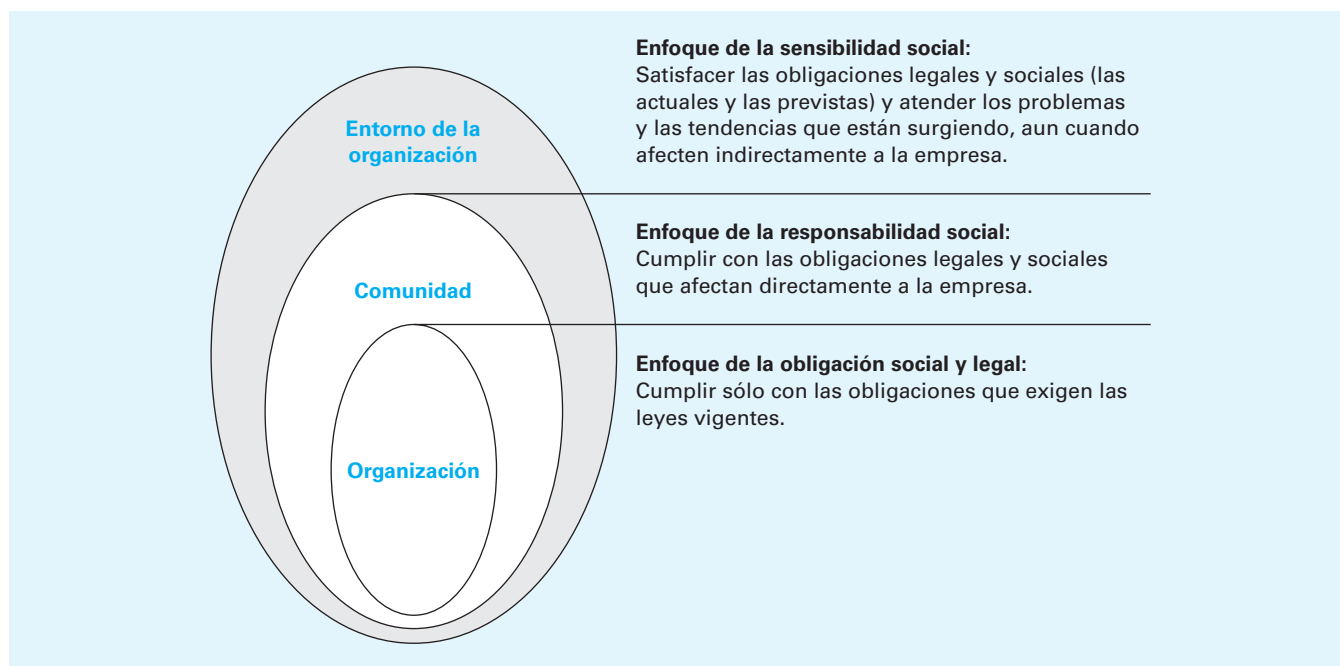 Enfoque de la sensibilidad social:
Satisfacer las obligaciones legales y sociales (las
actuales y las previstas) y atender los problemas
y las tendencias que están surgiendo, aun cuando
afecten indirectamente a la empresa.
Entorno de la
organización
Enfoque de la responsabilidad social:
Cumplir con las obligaciones legales y sociales
que afectan directamente a la empresa.
Comunidad
Enfoque de la obligación social y legal:
Cumplir sólo con las obligaciones que exigen las
leyes vigentes.
Organización